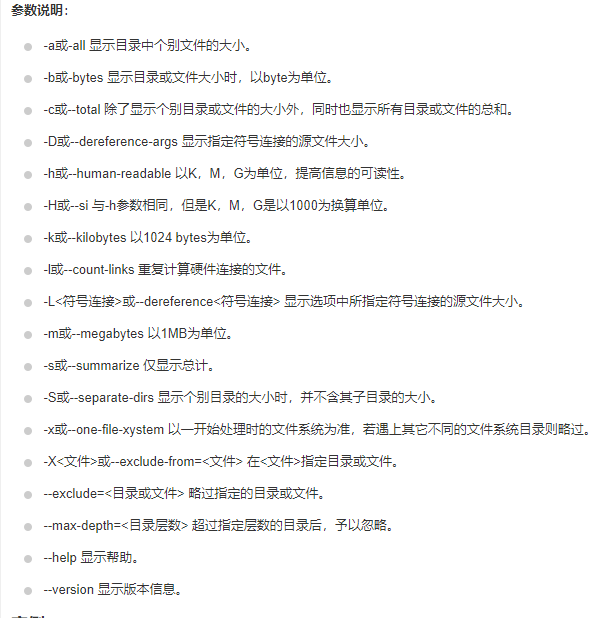 参数说明：
-a或-all 显示目录中个别文件的大小。
-b或-bytes 显示目录或文件大小时，以byte为单位。
-c或--total 除了显示个别目录或文件的大小外，同时也显示所有目录或文件的总和。
-D或--dereference-args 显示指定符号连接的源文件大小。
-h或--human-readable 以K，M，G为单位，提高信息的可读性。
-H或--si 与-h参数相同，但是K，M，G是以1000为换算单位。
-k或--kilobytes 以1024 bytes为单位。
-l或--count-links 重复计算硬件连接的文件。
-L<符号连接>或--dereference<符号连接> 显示选项中所指定符号连接的源文件大小。
-m或--megabytes 以1MB为单位。
-s或--summarize 仅显示总计。
-S或--separate-dirs 显示个别目录的大小时，并不含其子目录的大小。
-x或--one-file-xystem 以一开始处理时的文件系统为准，若遇上其它不同的文件系统目录则略过。
-X<文件>或--exclude-from=<文件> 在<文件>指定目录或文件。
--exclude=<目录或文件> 略过指定的目录或文件。
--max-depth=<目录层数> 超过指定层数的目录后，予以忽略。
--help 显示帮助。
--version 显示版本信息。